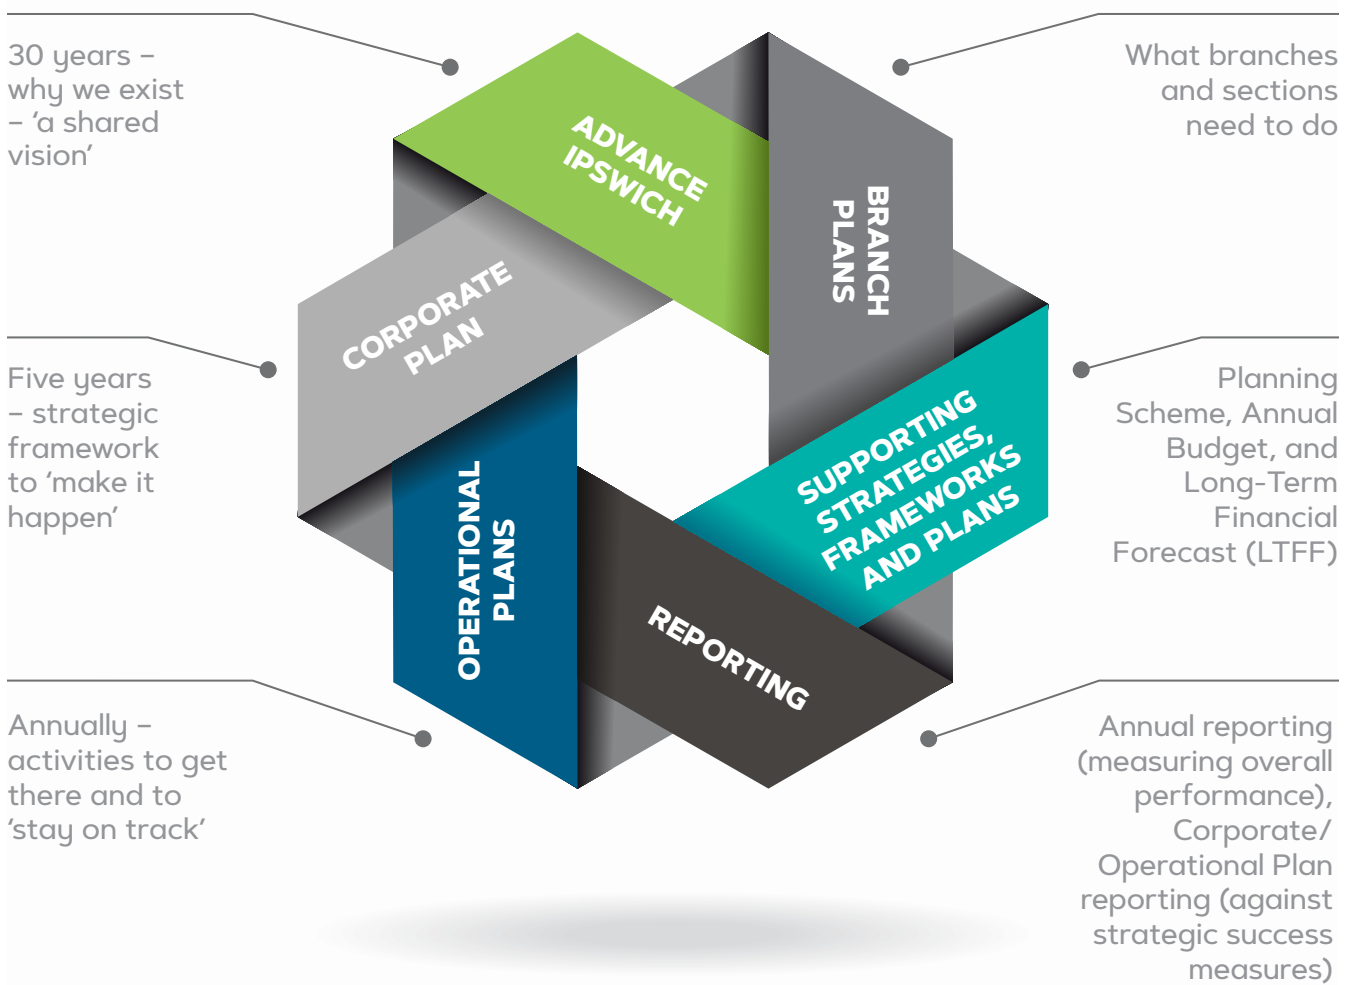 30 years –
why we exist
– ‘a shared
vision’
ADVANCE
IPSWICH
What branches
and sections
need to do
BRANCH
PLANS
Five years
– strategic
framework
to ‘make it
happen’
CORPORATE
PLAN
Planning
Scheme, Annual
Budget, and
Long-Term
Financial
Forecast (LTFF)
SUPPORTING
STRATEGIES,
FRAMEWORKS
AND PLANS
Annually –
activities to get
there and to
‘stay on track’
OPERATIONAL
PLANS
REPORTING
Annual reporting
(measuring overall
performance),
Corporate/
Operational Plan
reporting (against
strategic success
measures)